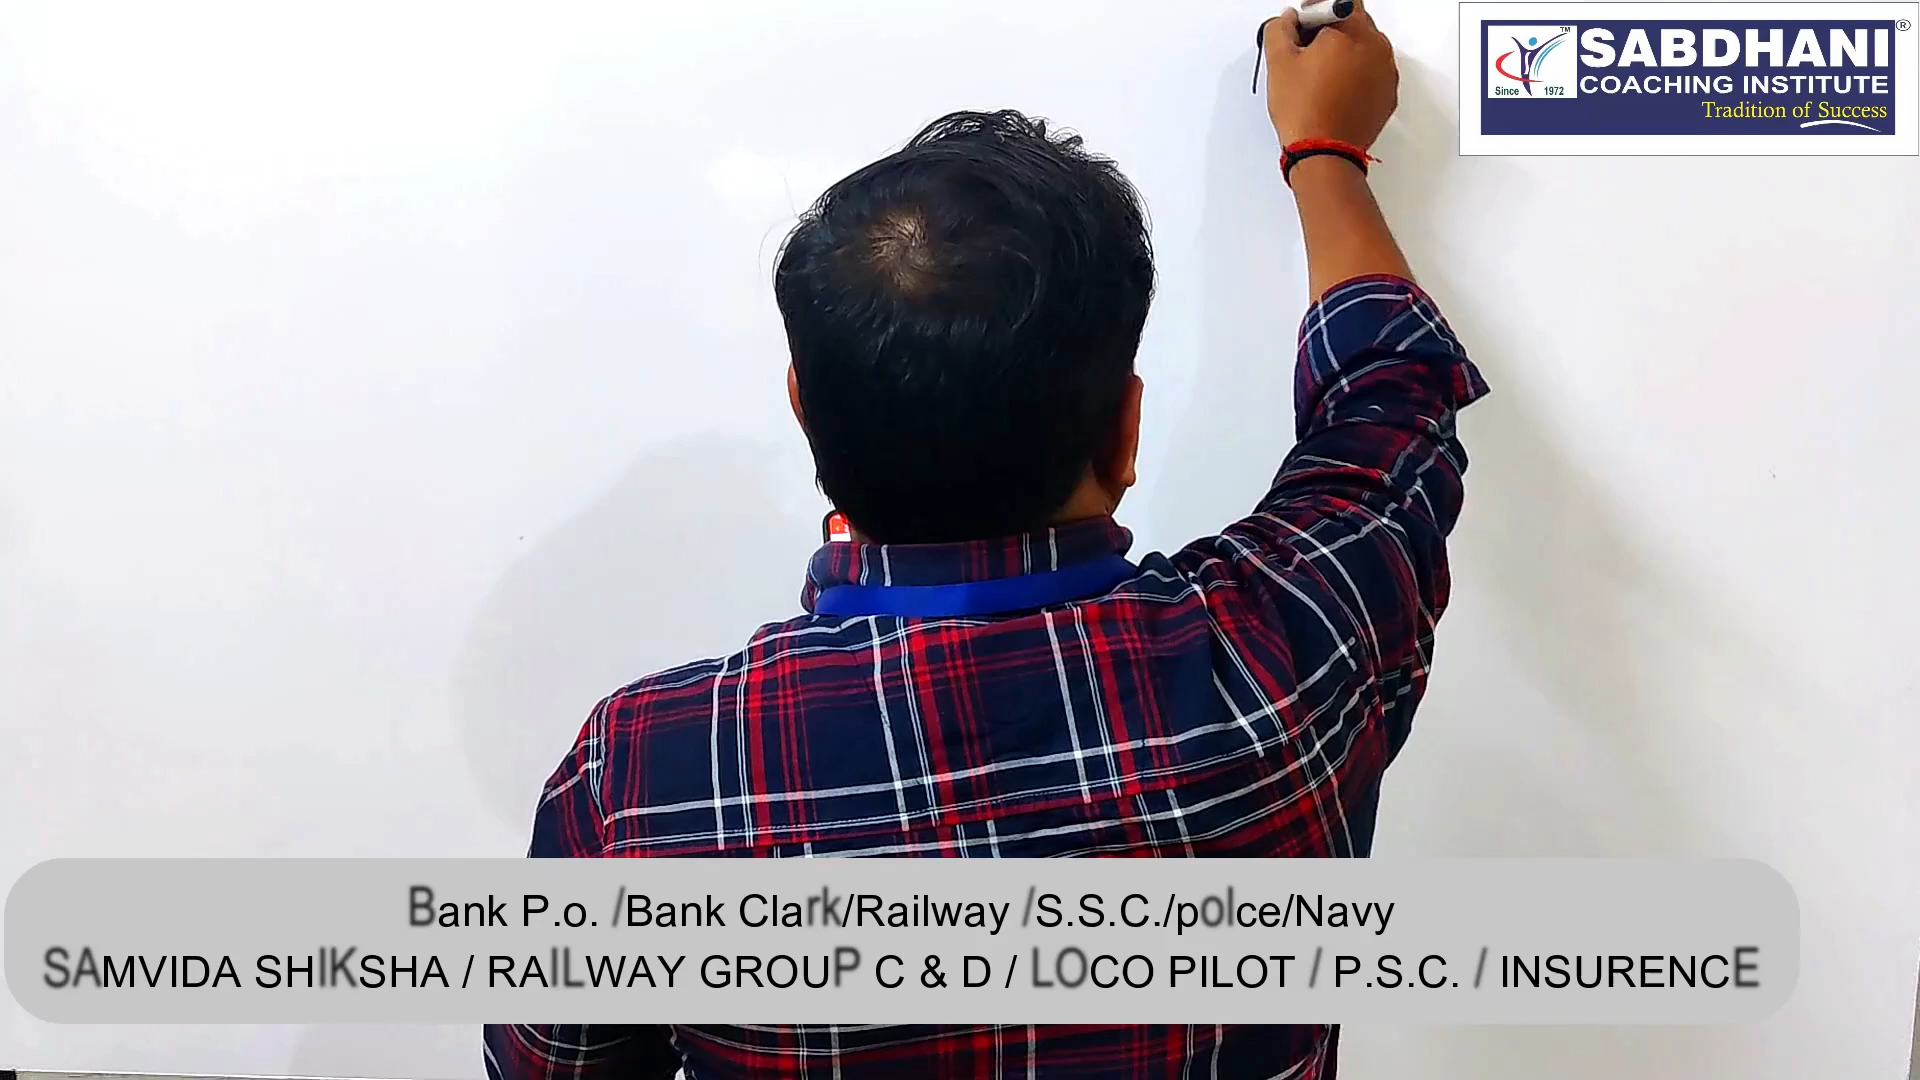 SABDHANI
COACHING INSTITUTE
Tradition of Success
Since 1972
Bank P.o. /Bank Clark/Railway /S.S.C./polce/Navy
SAMVIDA SHIKSHA / RAILWAY GROUP C & D / LOCO PILOT / P.S.C. / INSURENCE